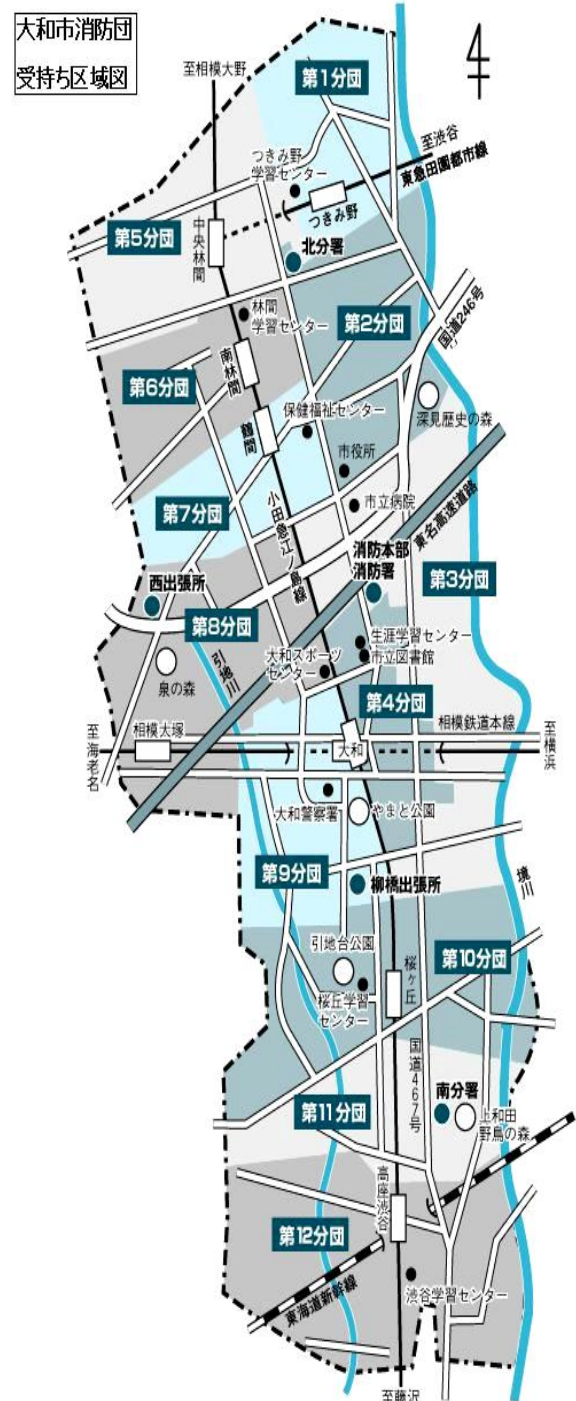 大和市消防団
受持ち区域図
4
至相模大野
第1分団
至渋谷
東急田園都市線
つきみ野
学習センター
つきみ野
第5分団
中央林間
北分署
林間
学習センター
第2分団
国道246号
南林間
第6分団
保健福祉センター
深見歴史の森
鶴間
市役所
第7分団
市立病院
東名高速道路
小田急江ノ島線
消防本部
消防署
第3分団
西出張所
第8分団
引地川
生涯学習センター
市立図書館
大和スポーツ
センター
泉の森
第4分団
相模鉄道本線
至海老名
相模大塚
大和
至横浜
大和警察署
やまと公園
第9分団
柳橋出張所
境川
引地台公園
第10分団
桜ヶ丘
桜丘学習
センター
国道467号
第11分団
南分署
上和田
野鳥の森
高座渋谷
第12分団
東海道新幹線
渋谷学習センター
至藤沢